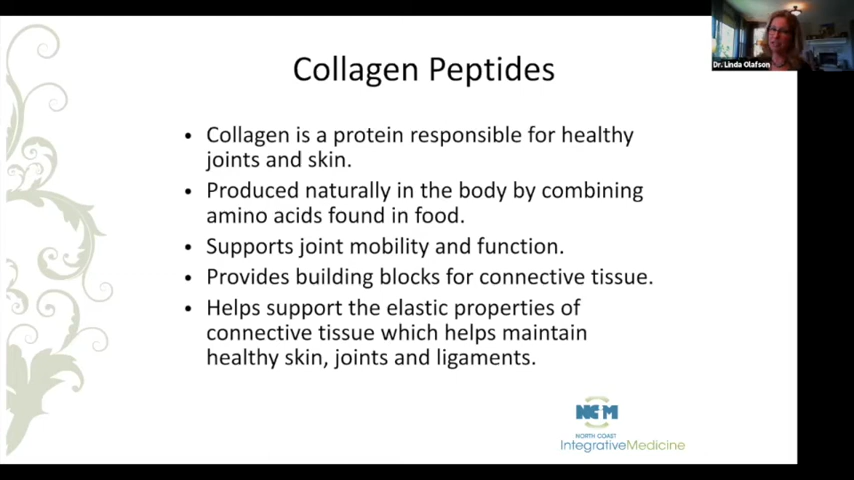 Dr. Linda Olafson
Collagen Peptides
• Collagen is a protein responsible for healthy
joints and skin.
• Produced naturally in the body by combining
amino acids found in food.
• Supports joint mobility and function.
• Provides building blocks for connective tissue.
• Helps support the elastic properties of
connective tissue which helps maintain
healthy skin, joints and ligaments.
NCIM
NORTH COAST
IntegrativeMedicine